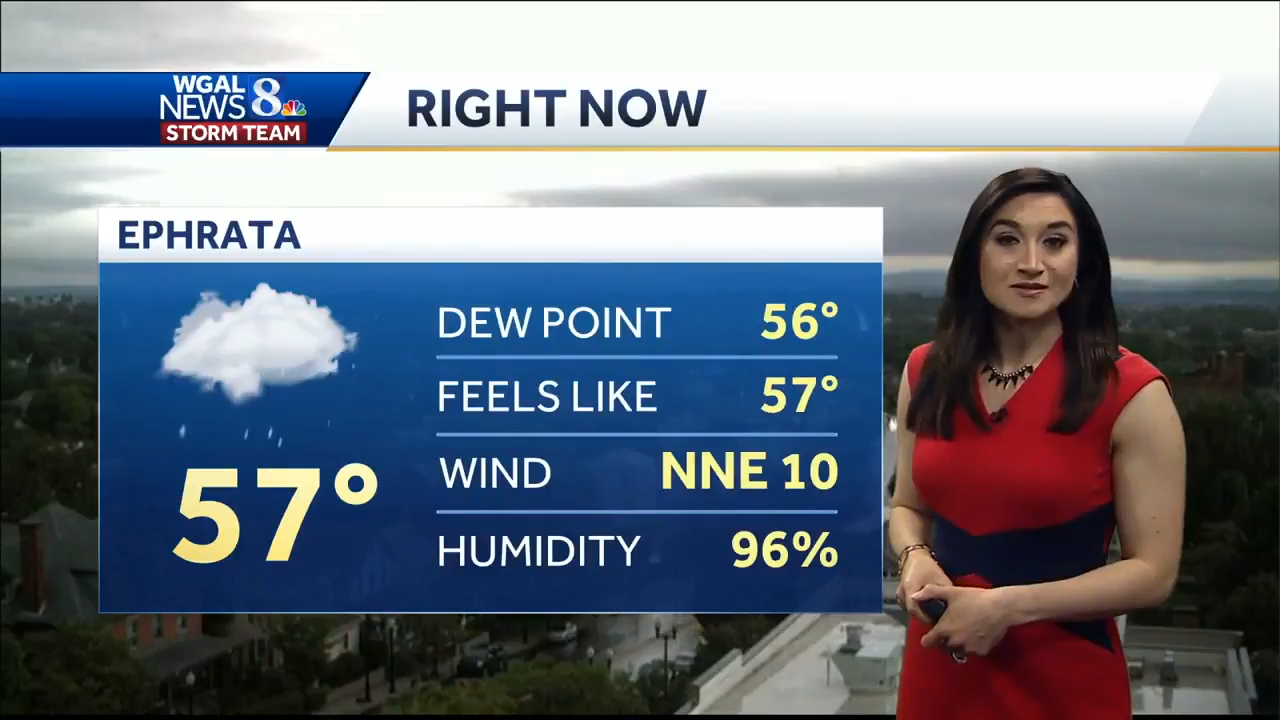 WGAL
NEWS 8
STORM TEAM
RIGHT NOW
EPHRATA
57°
DEW POINT 56°
FEELS LIKE 57°
WIND NNE 10
HUMIDITY 96%